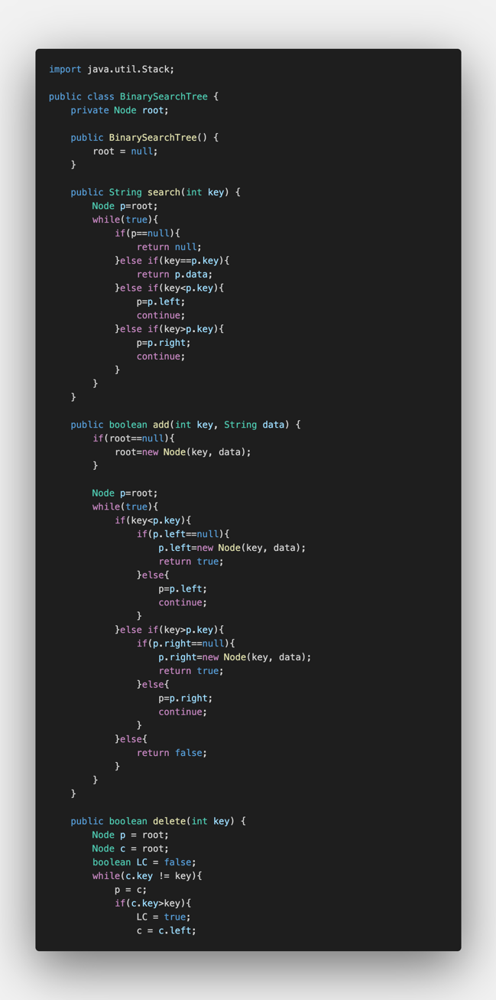 import java.util.Stack;

public class BinarySearchTree {
    private Node root;

    public BinarySearchTree() {
        root = null;
    }

    public String search(int key) {
        Node p=root;
        while(true){
            if(p==null){
                return null;
            }else if(key==p.key){
                return p.data;
            }else if(key<p.key){
                p=p.left;
                continue;
            }else if(key>p.key){
                p=p.right;
                continue;
            }
        }
    }

    public boolean add(int key, String data) {
        if(root==null){
            root=new Node(key, data);
        }

        Node p=root;
        while(true){
            if(key<p.key){
                if(p.left==null){
                    p.left=new Node(key, data);
                    return true;
                }else{
                    p=p.left;
                    continue;
                }
            }else if(key>p.key){
                if(p.right==null){
                    p.right=new Node(key, data);
                    return true;
                }else{
                    p=p.right;
                    continue;
                }
            }else{
                return false;
            }
        }
    }

    public boolean delete(int key) {
        Node p = root;
        Node c = root;
        boolean LC = false;
        while(c.key != key){
            p = c;
            if(c.key>key){
                LC = true;
                c = c.left;